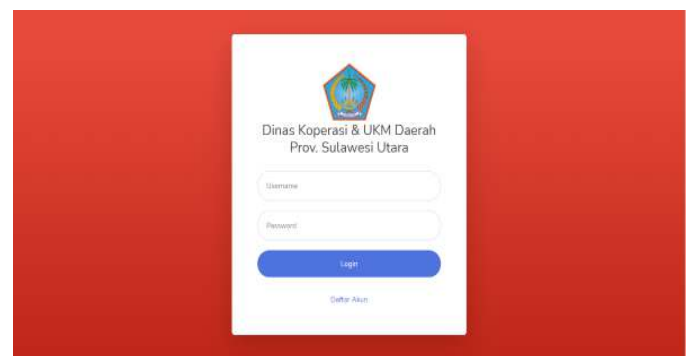 Dinas Koperasi & UKM Daerah
Prov. Sulawesi Utara
Username
Password
Login
Daftar Akun